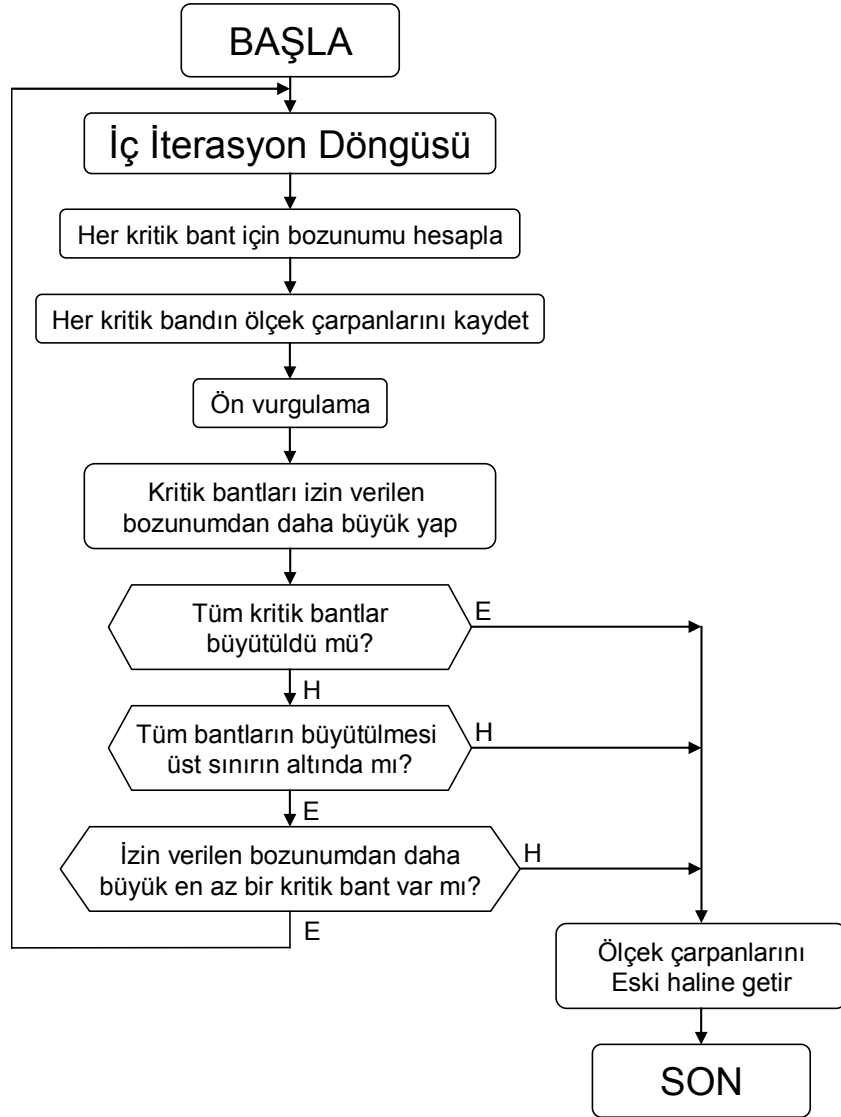 BAŞLA
İç İterasyon Döngüsü
Her kritik bant için bozunumu hesapla
Her kritik bandın ölçek çarpanlarını kaydet
Ön vurgulama
Kritik bantları izin verilen
bozunumdan daha büyük yap
Tüm kritik bantlar
büyütüldü mü?
E
H
Tüm bantların büyütülmesi
üst sınırın altında mı?
H
E
İzin verilen bozunumdan daha
büyük en az bir kritik bant var mı?
H
E
Ölçek çarpanlarını
Eski haline getir
SON